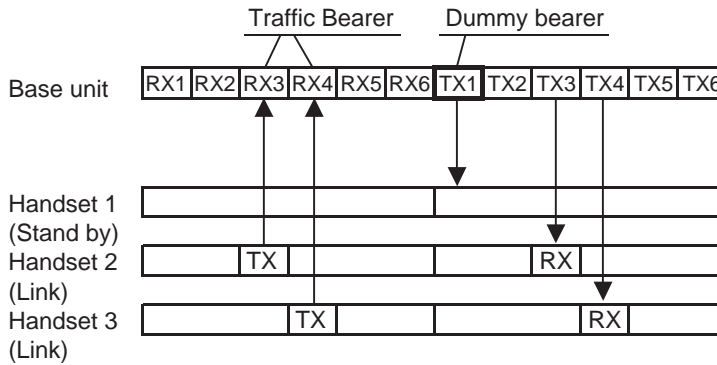 Traffic Bearer Dummy bearer
Base unit RX1 RX2 RX3 RX4 RX5 RX6 TX1 TX2 TX3 TX4 TX5 TX6
Handset 1
(Stand by)
Handset 2 TX RX
(Link)
Handset 3 TX RX
(Link)